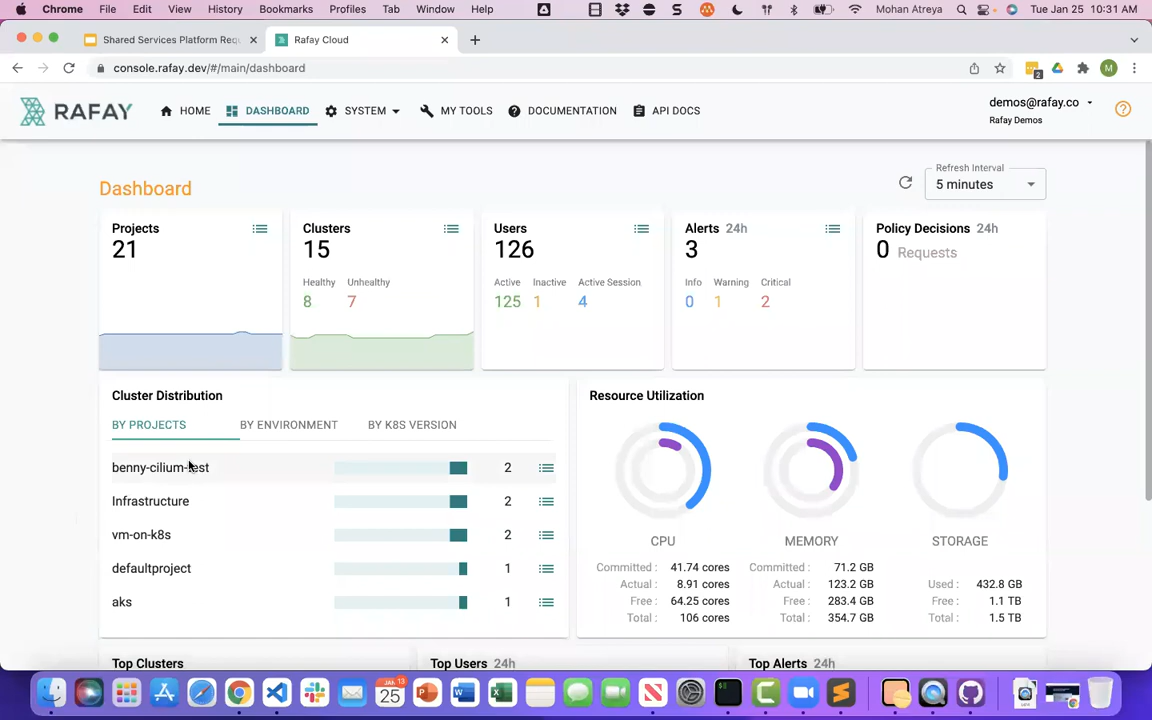 Chrome File Edit View History Bookmarks Profiles Tab Window Help Mohan Atreya Tue Jan 25 10:31 AM
Shared Services Platform Requ Rafay Cloud
console.rafay.dev/#/main/dashboard
2
M
RAFAY HOME DASHBOARD SYSTEM MY TOOLS DOCUMENTATION API DOCS
demos@rafay.co
Rafay Demos
Dashboard
Refresh Interval
5 minutes
Projects
21
Clusters
15
Healthy Unhealthy
8 7
Users
126
Active Inactive Active Session
125 1 4
Alerts 24h
3
Info Warning Critical
0 1 2
Policy Decisions 24h
0 Requests
Cluster Distribution
BY PROJECTS BY ENVIRONMENT BY K8S VERSION
benny-cilium-test 2
Infrastructure 2
vm-on-k8s 2
defaultproject 1
aks 1
Resource Utilization
CPU
Committed : 41.74 cores
Actual : 8.91 cores
Free : 64.25 cores
Total : 106 cores
MEMORY
Committed : 71.2 GB
Actual : 123.2 GB
Free : 283.4 GB
Total : 354.7 GB
STORAGE
Used : 432.8 GB
Free : 1.1 TB
Total : 1.5 TB
Top Clusters
Top Users 24h
Top Alerts 24h
25